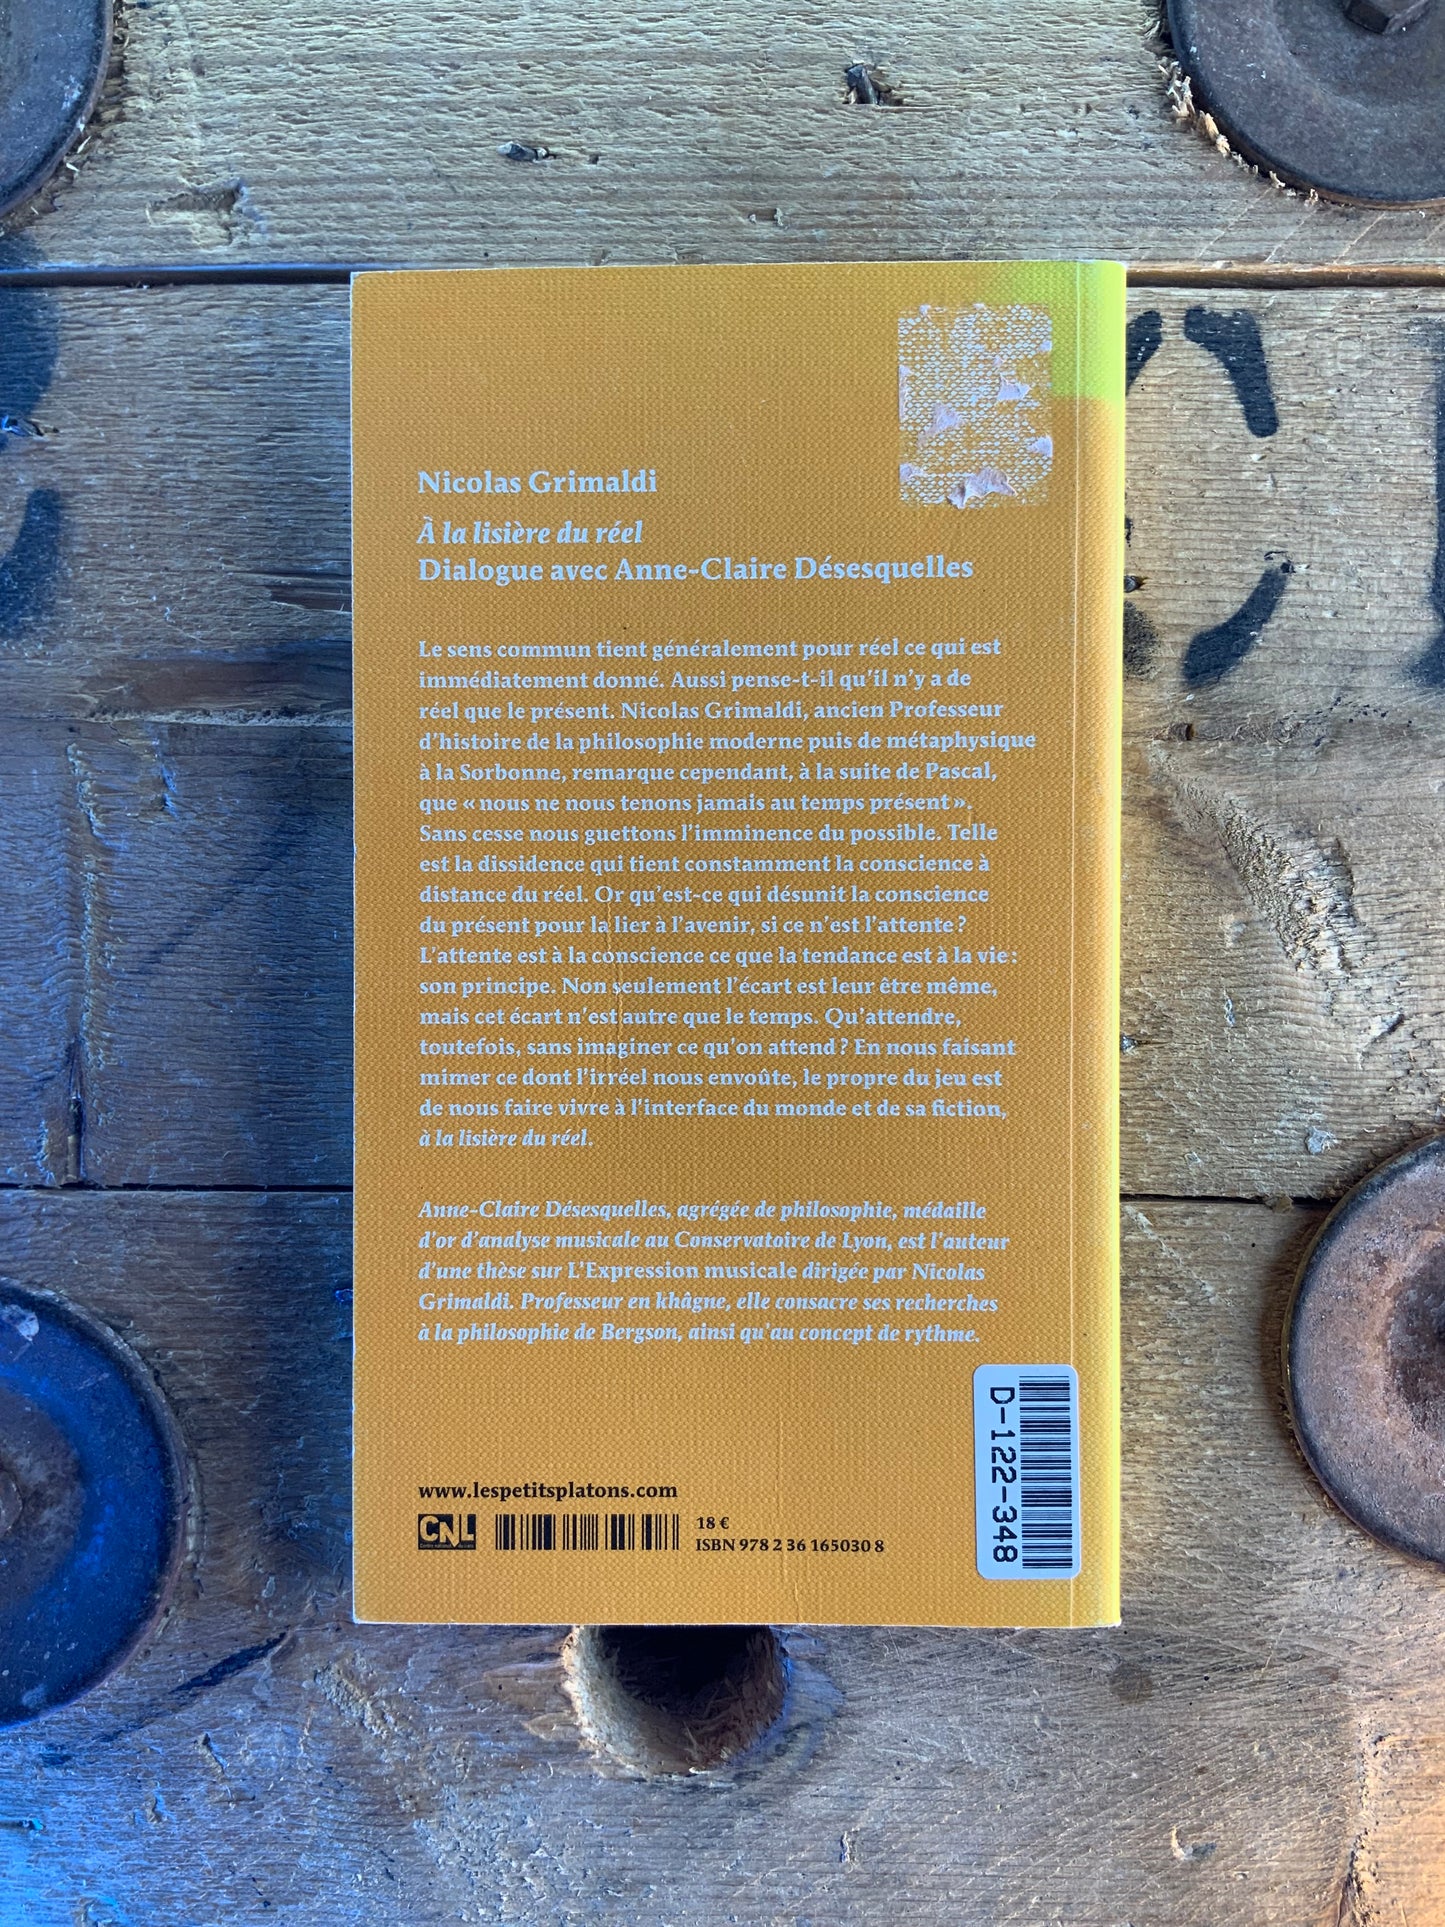 Nicolas Grimaldi
À la lisière du réel
Dialogue avec Anne-Claire Désesquelles
Le sens commun tient généralement pour réel ce qui est
immédiatement donné. Aussi pense-t-il qu'il n'y a de
réel que le présent. Nicolas Grimaldi, ancien Professeur
d'histoire de la philosophie moderne puis de métaphysique
à la Sorbonne, remarque cependant, à la suite de Pascal,
que « nous ne nous tenons jamais au temps présent ».
Sans cesse nous guettons l'imminence du possible. Telle
est la dissidence qui tient constamment la conscience à
distance du réel. Or qu'est-ce qui désunit la conscience
du présent pour la lier à l'avenir, si ce n'est l'attente ?
L'attente est à la conscience ce que la tendance est à la vie :
son principe. Non seulement l'écart est leur être même,
mais cet écart n'est autre que le temps. Qu'attendre,
toutefois, sans imaginer ce qu'on attend ? En nous faisant
mimer ce dont l'irréel nous envoûte, le propre du jeu est
de nous faire vivre à l'interface du monde et de sa fiction,
à la lisière du réel.
Anne-Claire Désesquelles, agrégée de philosophie, médaille
d'or d'analyse musicale au Conservatoire de Lyon, est l'auteur
d'une thèse sur L'Expression musicale dirigée par Nicolas
Grimaldi. Professeur en khâgne, elle consacre ses recherches
à la philosophie de Bergson, ainsi qu'au concept de rythme.
www.lespetitsplatons.com
CNL
18 €
ISBN 978 2 36 165030 8
D-122-348